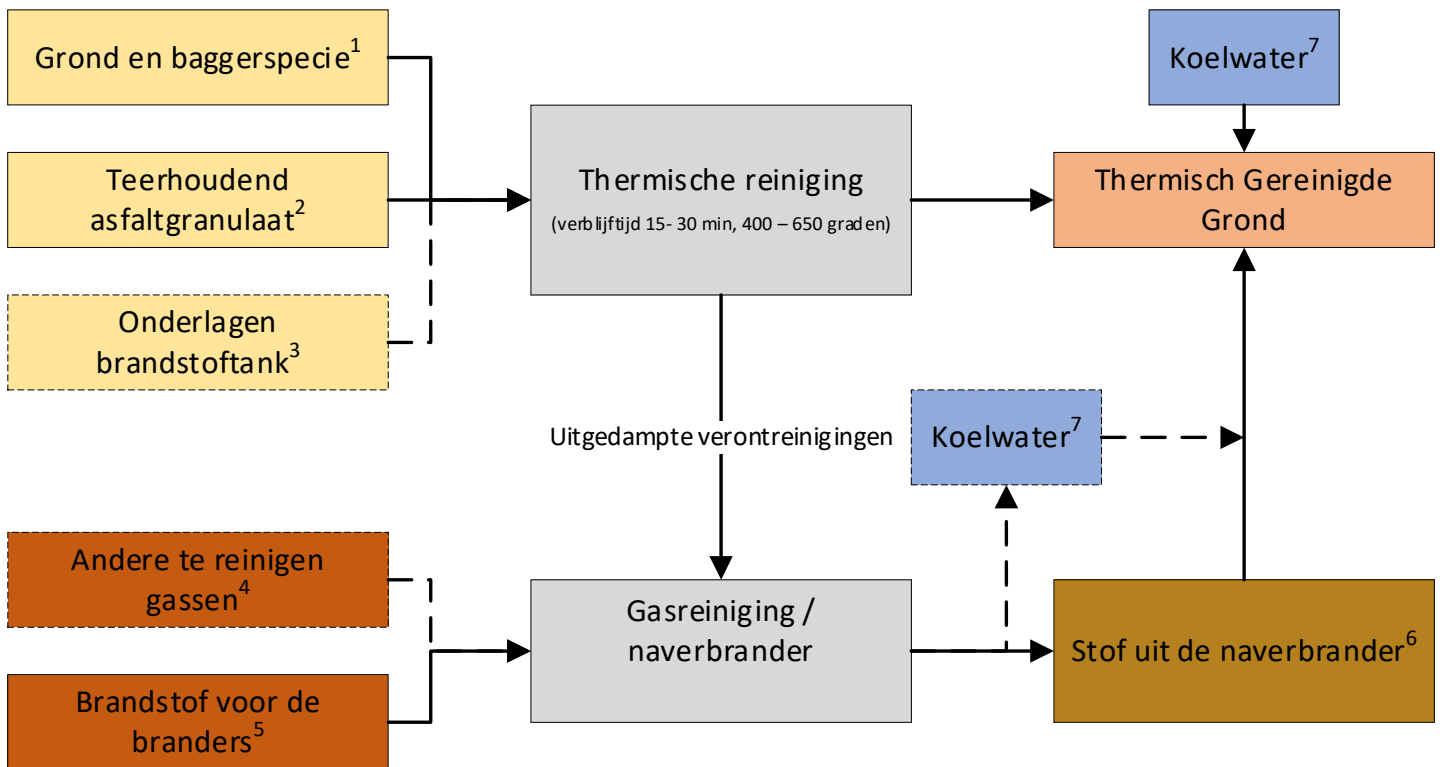 Grond en baggerspecie¹
Koelwater⁷
Teerhoudend
asfaltgranulaat²
Thermische reiniging
(verblijftijd 15- 30 min, 400 – 650 graden)
Thermisch Gereinigde
Grond
Onderlagen
brandstoftank³
Uitgedampte verontreinigingen
Koelwater⁷
Andere te reinigen
gassen⁴
Gasreiniging /
naverbrander
Stof uit de naverbrander⁶
Brandstof voor de
branders⁵